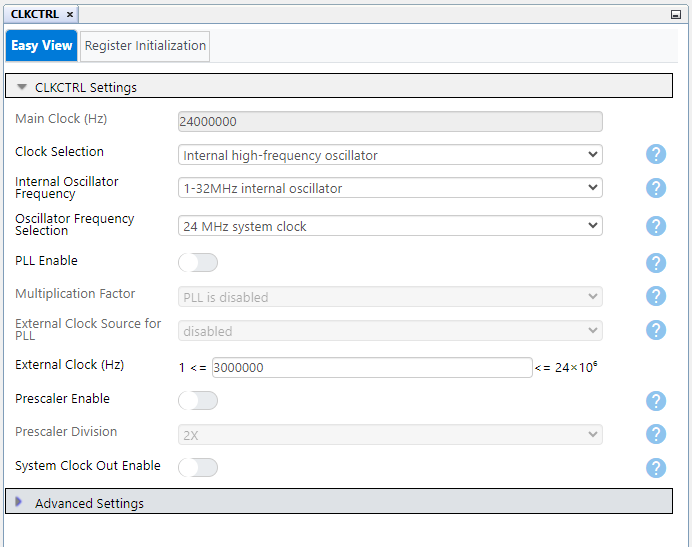 CLKCTRL ×
Easy View Register Initialization
CLKCTRL Settings
Main Clock (Hz) 24000000
Clock Selection Internal high-frequency oscillator ?
Internal Oscillator
Frequency 1-32MHz internal oscillator ?
Oscillator Frequency
Selection 24 MHz system clock ?
PLL Enable ?
Multiplication Factor PLL is disabled ?
External Clock Source for
PLL disabled ?
External Clock (Hz) 1 <= 3000000 <= 24×10⁶
Prescaler Enable ?
Prescaler Division 2X ?
System Clock Out Enable ?
Advanced Settings